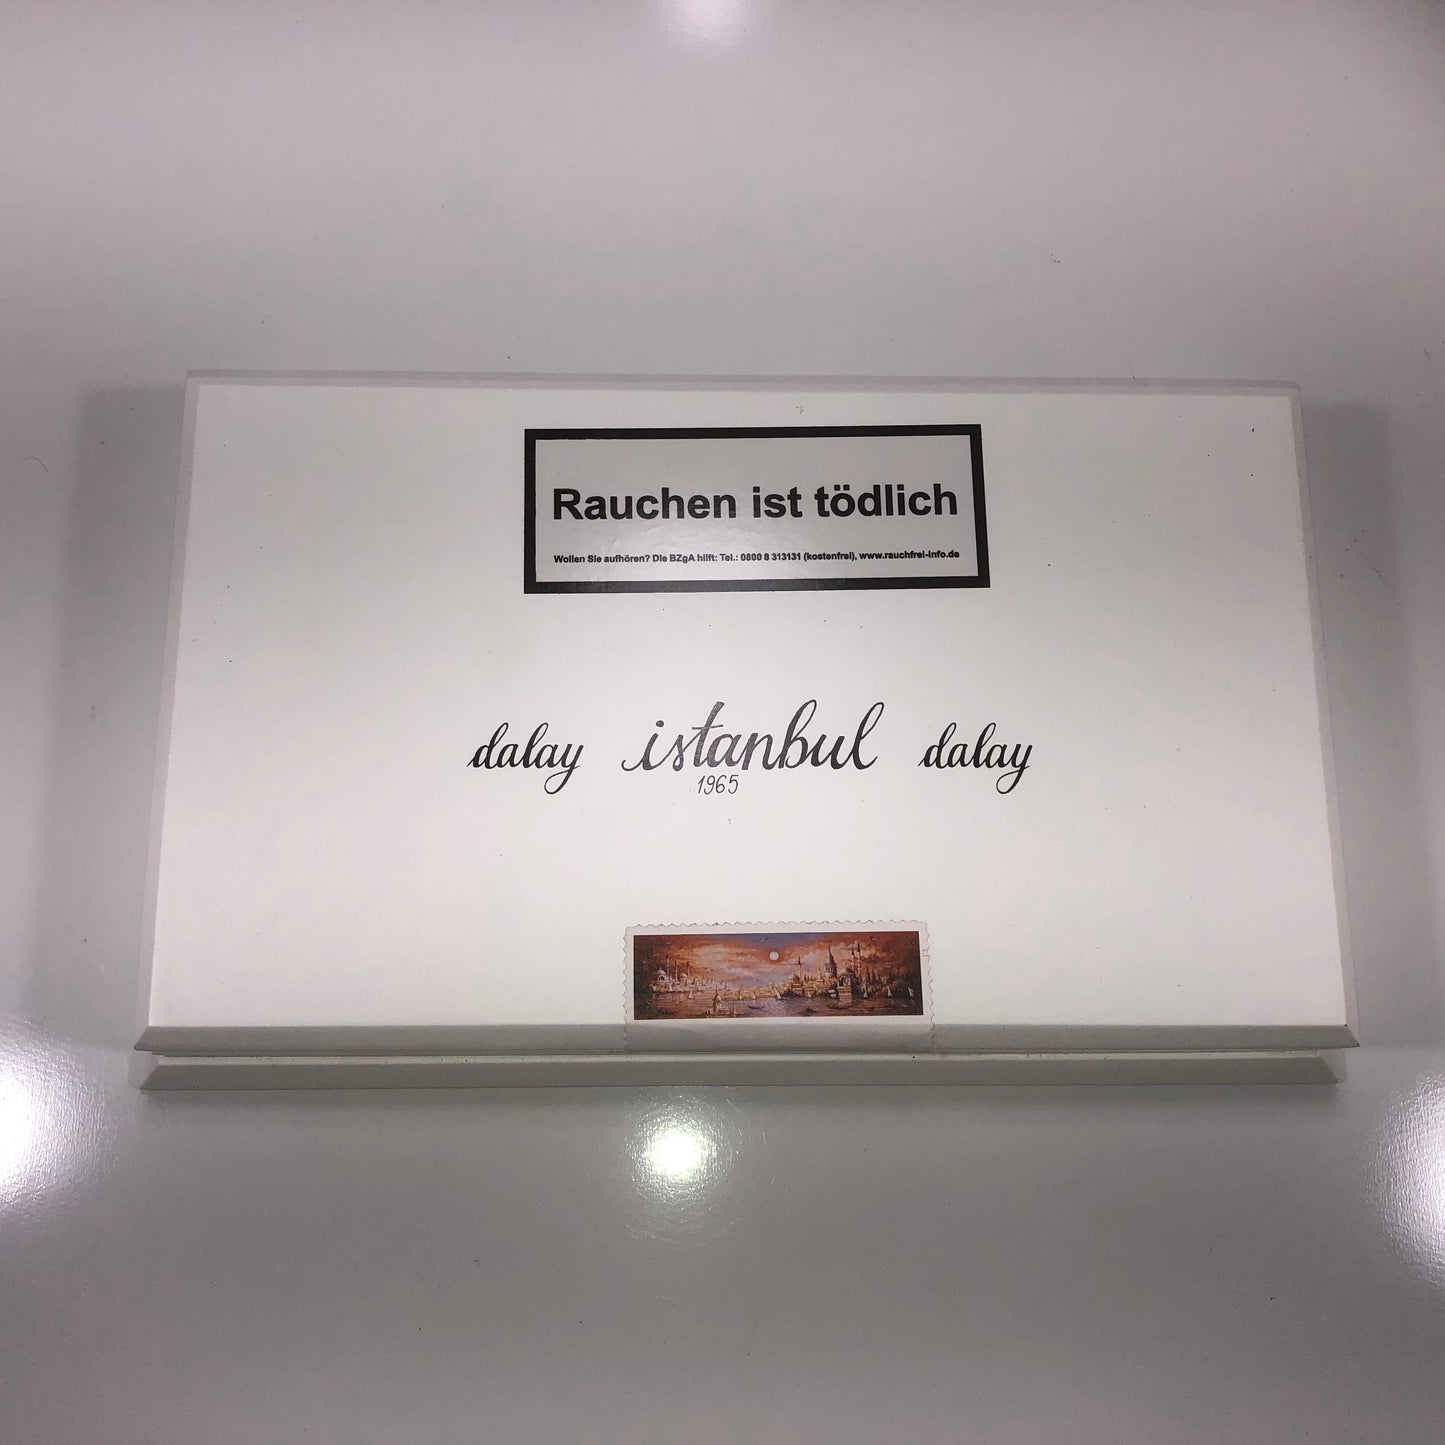 Rauchen ist tödlich
Wollen Sie aufhören? Die BZgA hilft: Tel.: 0800 8 313131 (kostenfrei), www.rauchfrei-info.de
dalay istanbul dalay
1965